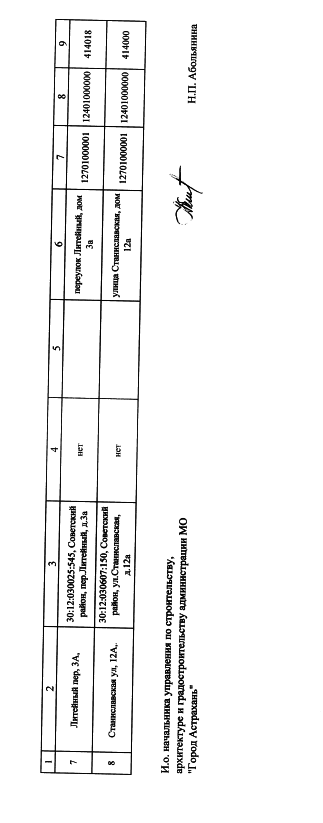 1 2 3 4 5 6 7 8 9
7 Литейный пер, 3А, 30:12:030025:545, Советский район, пер.Литейный, д.3а нет переулок Литейный, дом 3а 12701000001 12401000000 414018
8 Станиславская ул, 12А,. 30:12:030607:150, Советский район, ул.Станиславская, д.12а нет улица Станиславская, дом 12а 12701000001 12401000000 414000
И.о. начальника управления по строительству,
архитектуре и градостроительству администрации МО
"Город Астрахань" Н.П. Абольянина